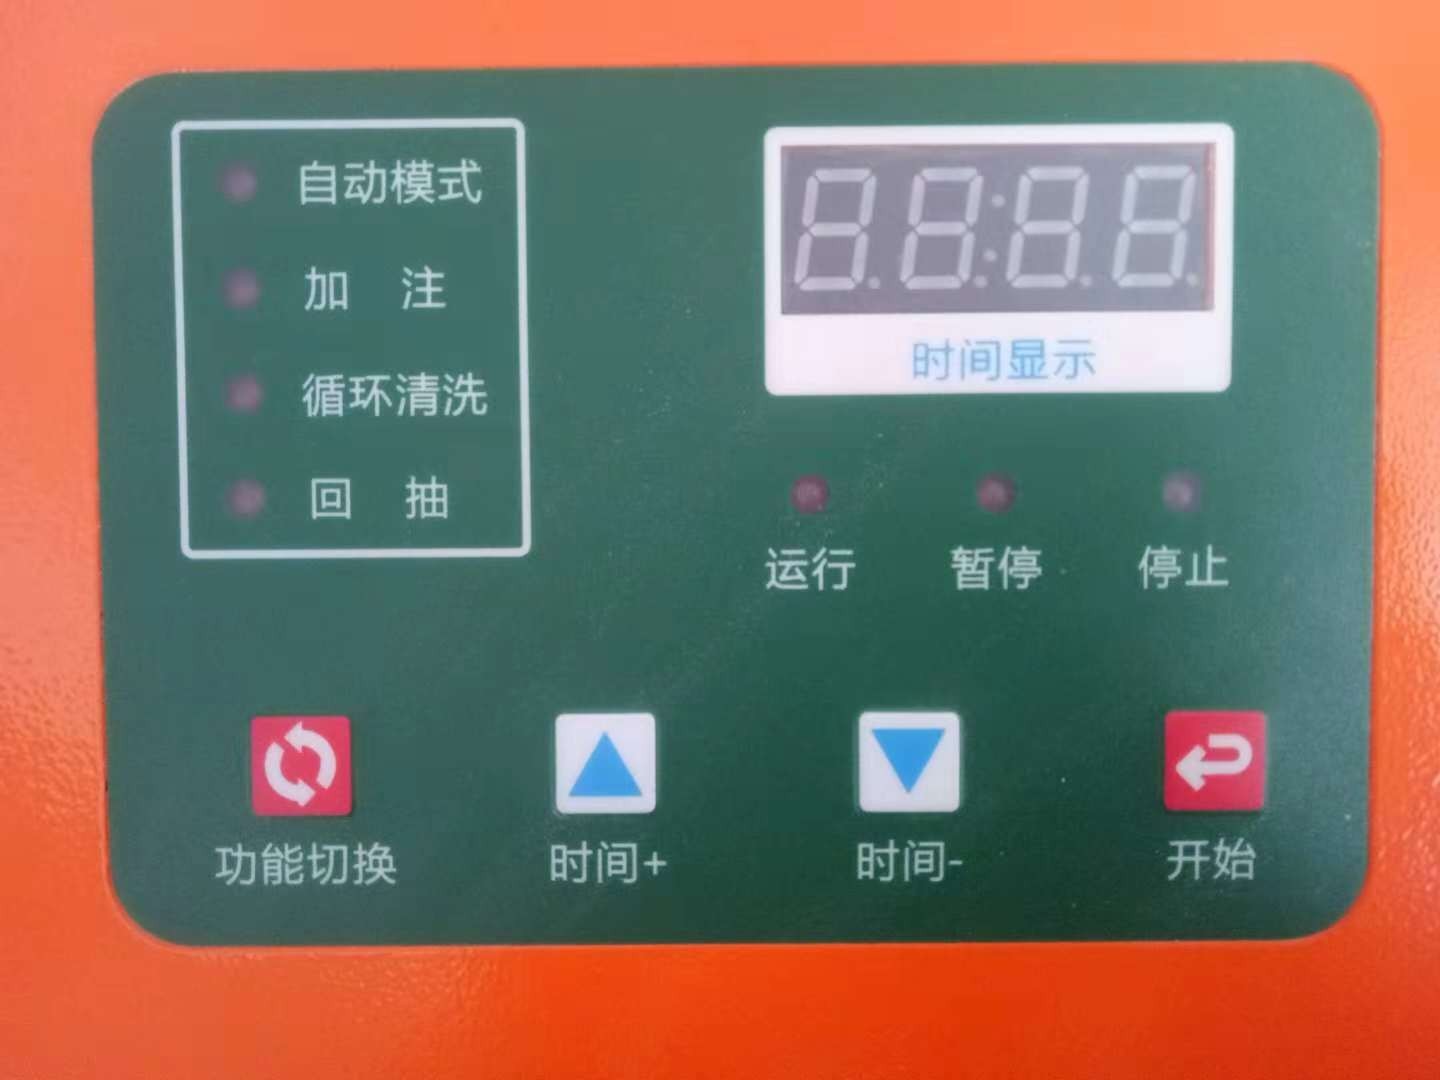 自动模式
加 注
循环清洗
回 抽
时间显示
运行 暂停 停止
功能切换 时间+ 时间- 开始